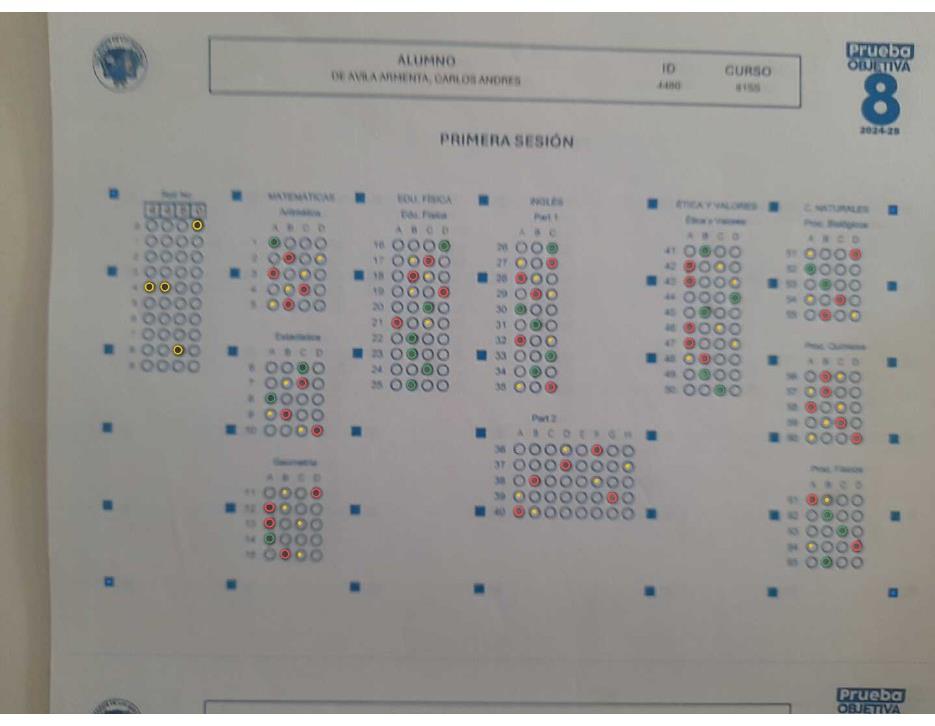 ALUMNO
DE AVILA ARMENTA, CARLOS ANDRES
ID
4480
CURSO
Prueba
OBJETIVA
8
2024-25
PRIMERA SESIÓN
MATEMÁTICAS
Aritmética
A B C D
1
2
3
4
5
Estadística
A B C D
6
7
8
9
10
Geometría
A B C D
11
12
13
14
15
EDU. FÍSICA
Edu. Física
A B C D
16
17
18
19
20
21
22
23
24
25
INGLÉS
Part 1
A B C
26
27
28
29
30
31
32
33
34
35
Part 2
A B C D E F G H
36
37
38
39
40
ÉTICA Y VALORES
Ética y Valores
A B C D
41
42
43
44
45
46
47
48
49
50
C. NATURALES
Proc. Biológicos
A B C D
51
52
53
54
55
Proc. Químicos
A B C D
56
57
58
59
60
Proc. Físicos
A B C D
61
62
63
64
65
Prueba
OBJETIVA